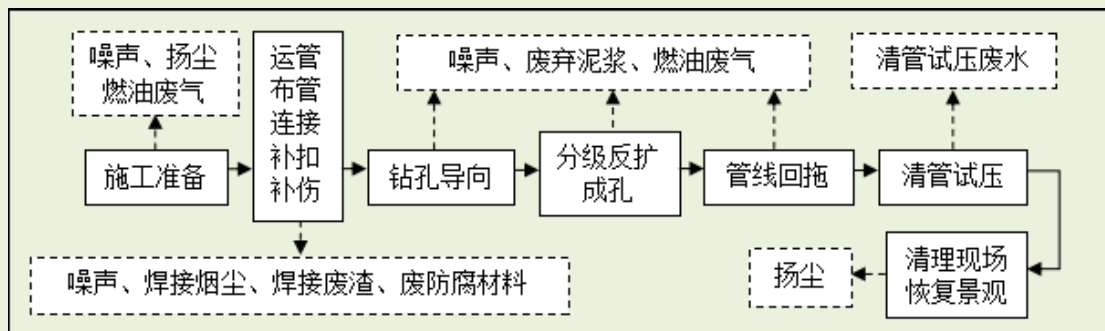 噪声、扬尘
燃油废气
运管
布管
连接
补扣
补伤
噪声、废弃泥浆、燃油废气
清管试压废水
施工准备
钻孔导向
分级反扩
成孔
管线回拖
清管试压
噪声、焊接烟尘、焊接废渣、废防腐材料
扬尘
清理现场
恢复景观